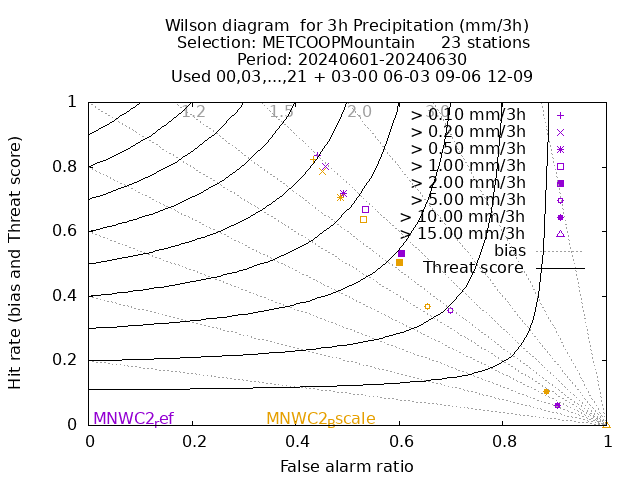 Wilson diagram for 3h Precipitation (mm/3h)
Selection: METCOOPMountain 23 stations
Period: 20240601-20240630
Used 00,03,...,21 + 03-00 06-03 09-06 12-09
Hit rate (bias and Threat score)
1
0.8
0.6
0.4
0.2
0
1.2
1.5
2.0
3.0
> 0.10 mm/3h
> 0.20 mm/3h
> 0.50 mm/3h
> 1.00 mm/3h
> 2.00 mm/3h
> 5.00 mm/3h
> 10.00 mm/3h
> 15.00 mm/3h
bias
Threat score
MNWC2ref
MNWC2Bscale
0 0.2 0.4 0.6 0.8 1
False alarm ratio